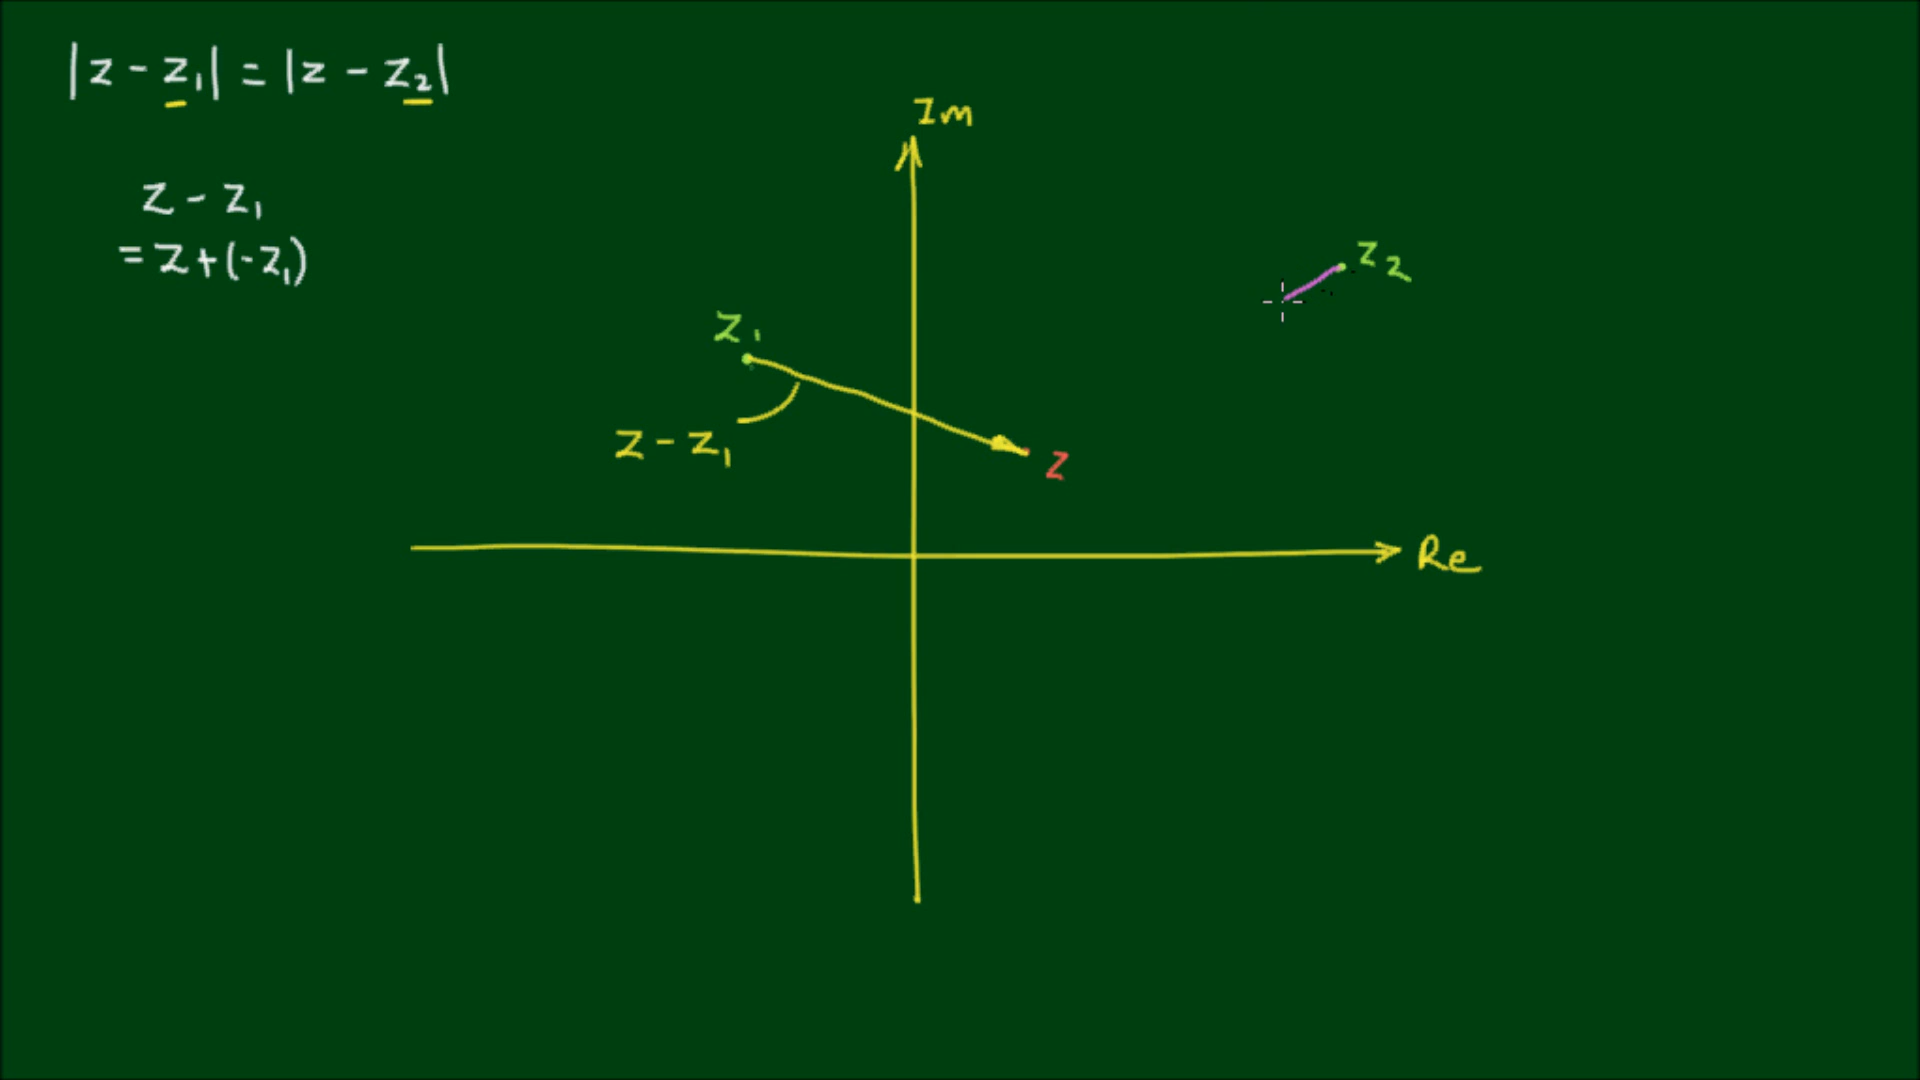 |z - z₁| = |z - z₂|
z - z₁
= z + (-z₁)
Im
z₂
z₁
z - z₁
z
Re